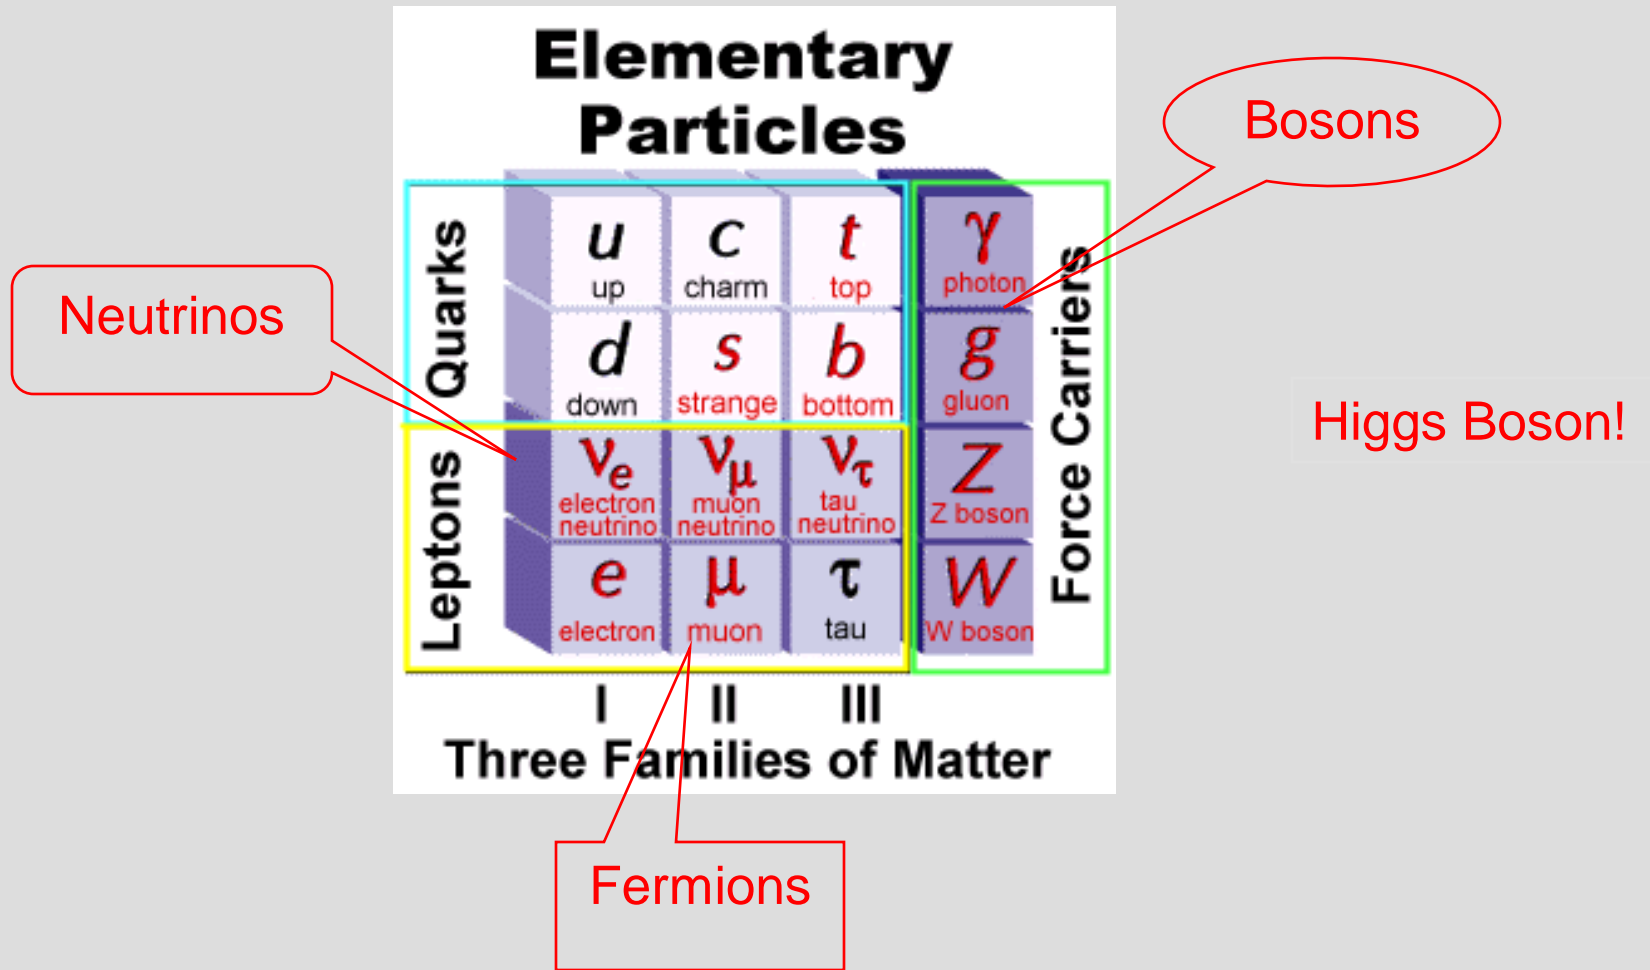 Elementary
Particles
Bosons
Neutrinos
Quarks
u
up
c
charm
t
top
γ
photon
d
down
s
strange
b
bottom
g
gluon
Force Carriers
Higgs Boson!
Leptons
νe
electron
neutrino
νμ
muon
neutrino
ντ
tau
neutrino
Z
Z boson
e
electron
μ
muon
τ
tau
W
W boson
I II III
Three Families of Matter
Fermions